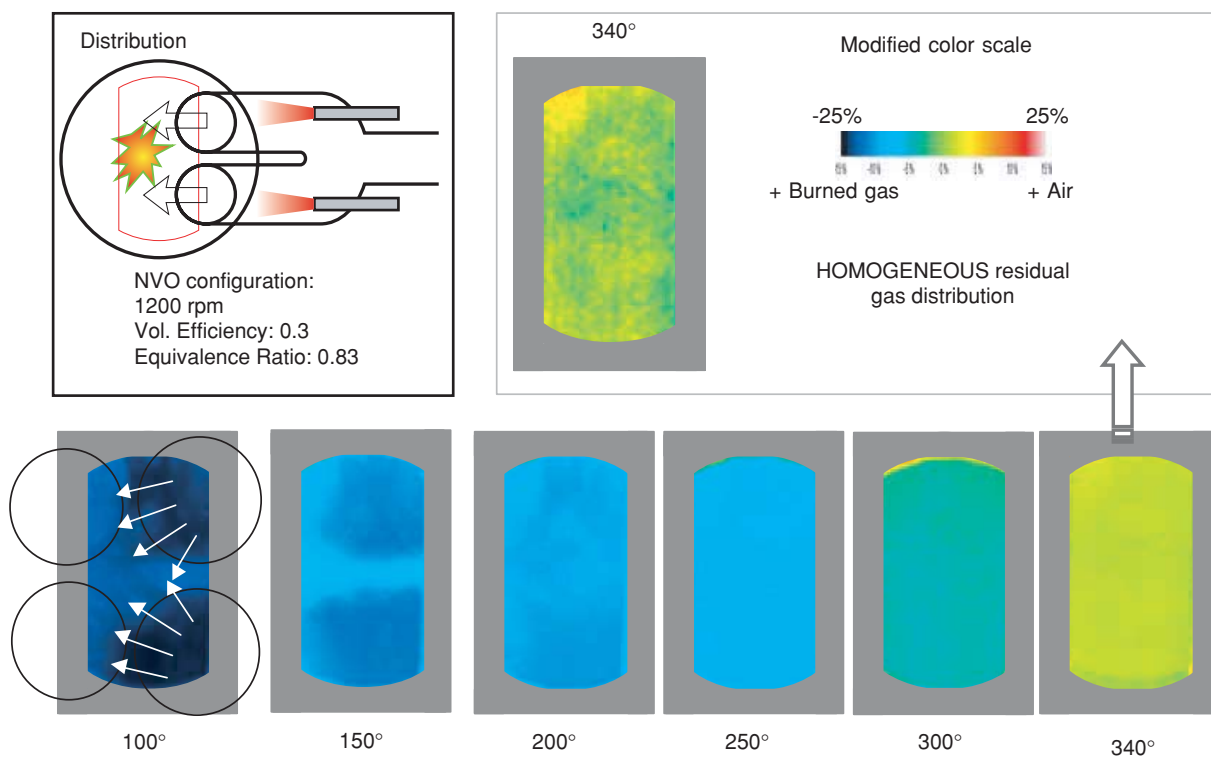 Distribution
NVO configuration:
1200 rpm
Vol. Efficiency: 0.3
Equivalence Ratio: 0.83
340°
Modified color scale
-25% 25%
+ Burned gas + Air
HOMOGENEOUS residual
gas distribution
100° 150° 200° 250° 300° 340°